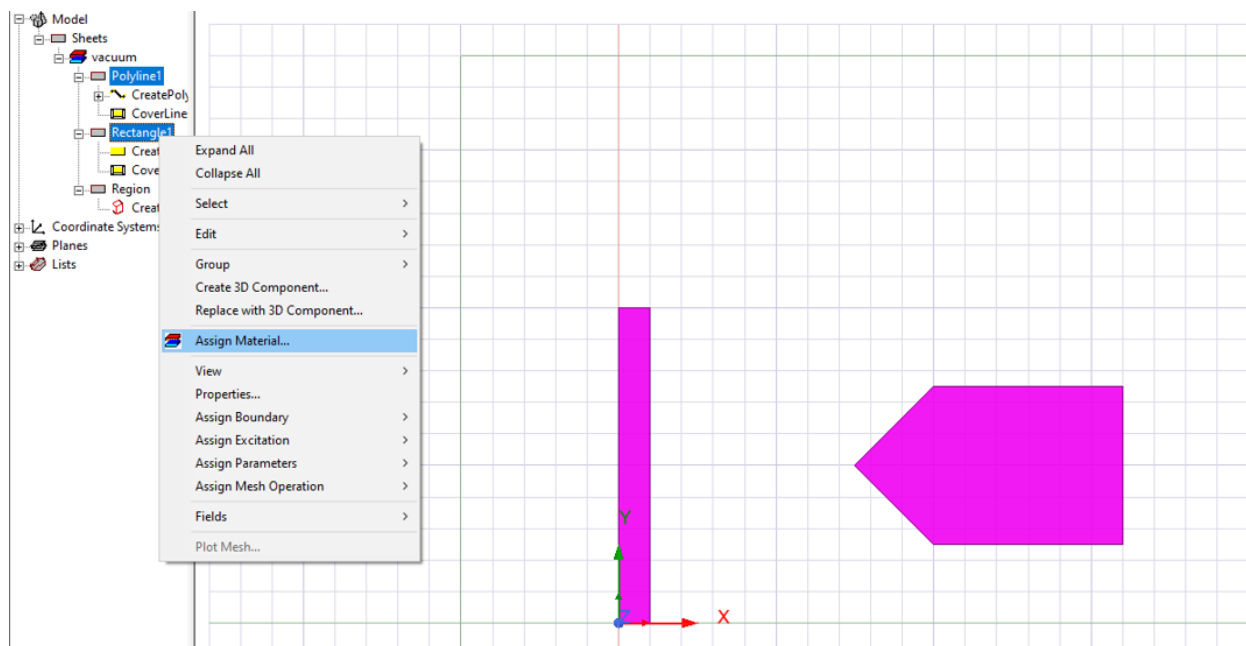 Model
Sheets
vacuum
Polyline1
CreatePoly
CoverLine
Rectangle1
Creat
Cove
Region
Creat
Coordinate Systems
Planes
Lists
Expand All
Collapse All
Select
Edit
Group
Create 3D Component...
Replace with 3D Component...
Assign Material...
View
Properties...
Assign Boundary
Assign Excitation
Assign Parameters
Assign Mesh Operation
Fields
Plot Mesh...
Y
Z
X